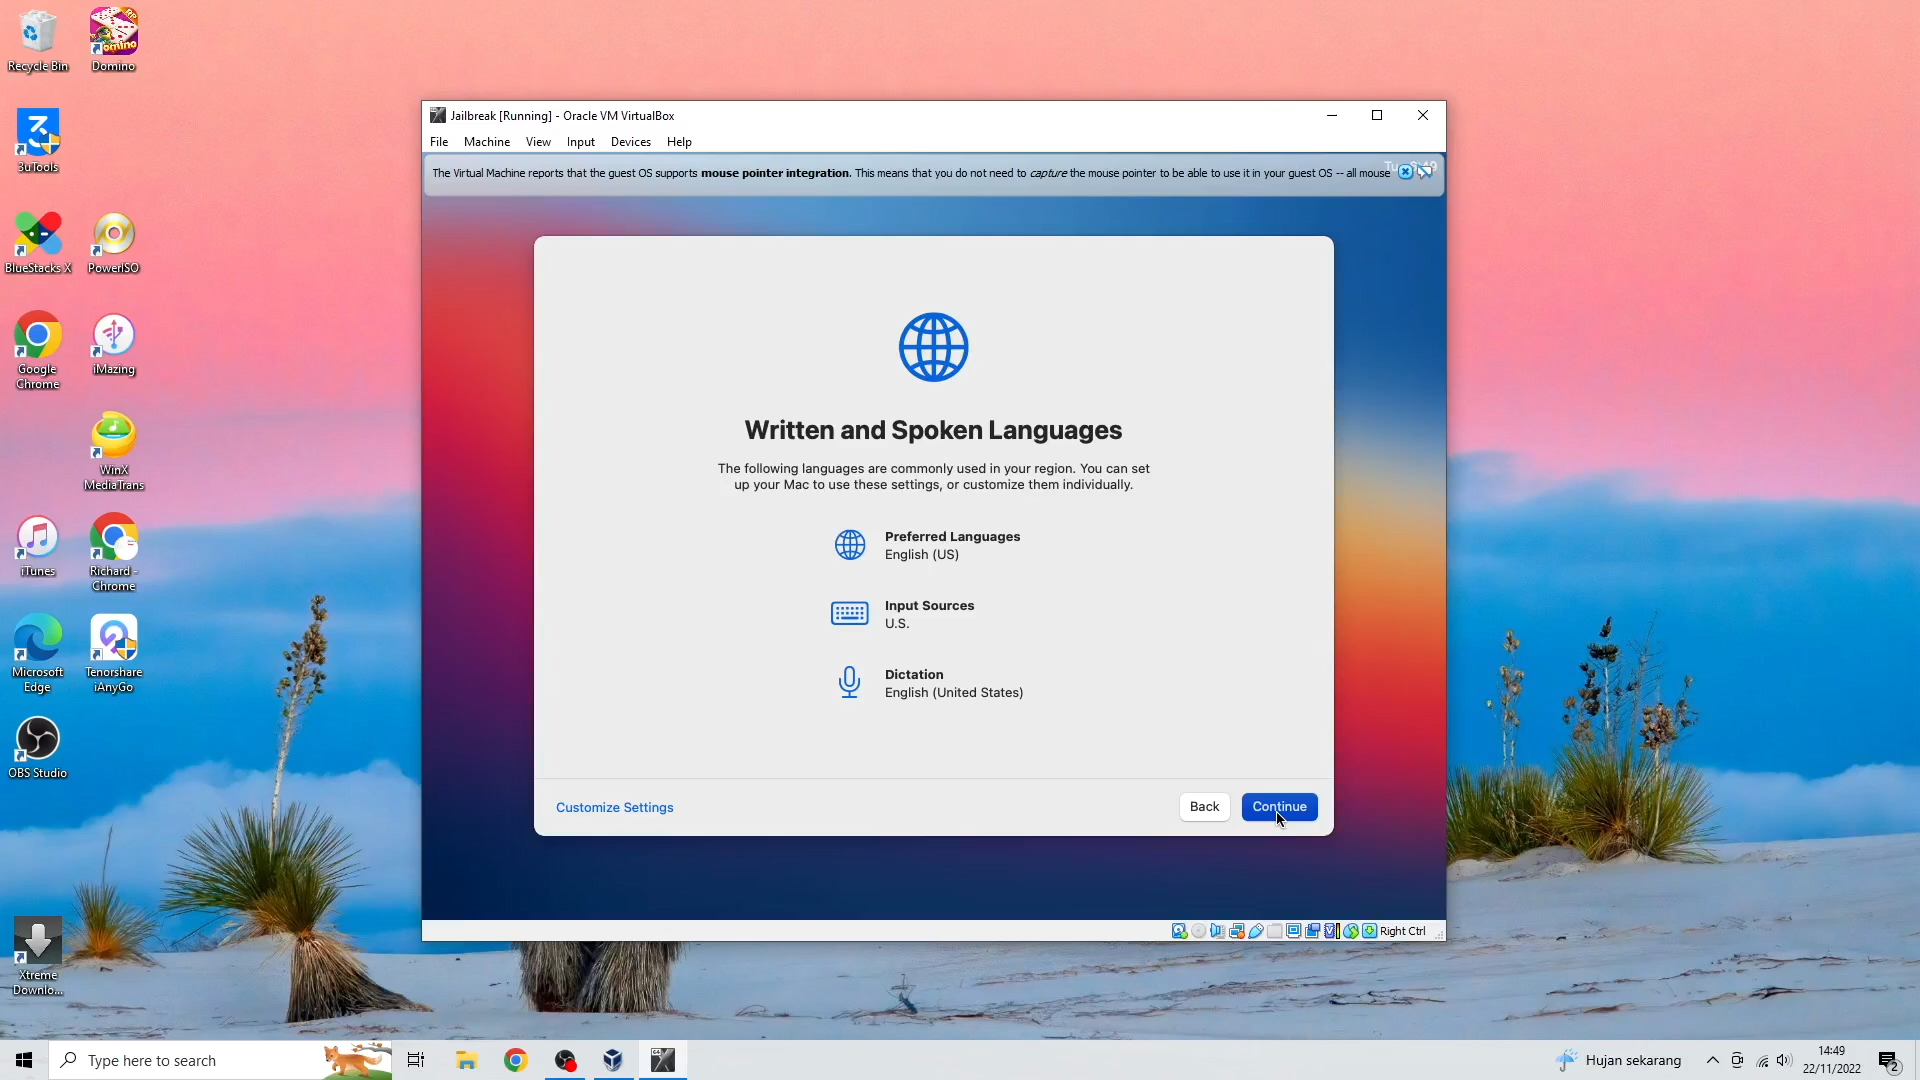 Recycle Bin
Domino
3uTools
BlueStacks X
PowerISO
Google
Chrome
iMazing
WinX
MediaTrans
iTunes
Richard -
Chrome
Microsoft
Edge
Tenorshare
iAnyGo
OBS Studio
Xtreme
Downlo...
Jailbreak [Running] - Oracle VM VirtualBox
File Machine View Input Devices Help
The Virtual Machine reports that the guest OS supports mouse pointer integration. This means that you do not need to capture the mouse pointer to be able to use it in your guest OS -- all mouse
Written and Spoken Languages
The following languages are commonly used in your region. You can set
up your Mac to use these settings, or customize them individually.
Preferred Languages
English (US)
Input Sources
U.S.
Dictation
English (United States)
Customize Settings
Back
Continue
Right Ctrl
Type here to search
Hujan sekarang
14:49
22/11/2022
2